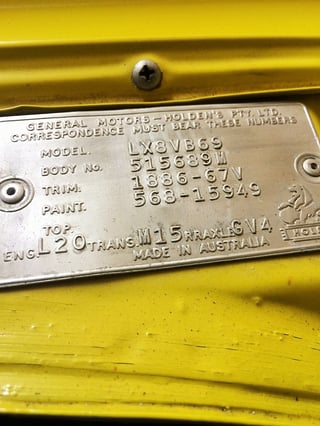 GENERAL MOTORS – HOLDEN'S PTY. LTD.
CORRESPONDENCE MUST BEAR THESE NUMBERS
MODEL. LX8VB69
BODY No. 515689M
TRIM. 1886-67V
PAINT. 568-15949
TOP.
ENG L20 TRANS M15 RRAXLE GV4
MADE IN AUSTRALIA
HOLDEN